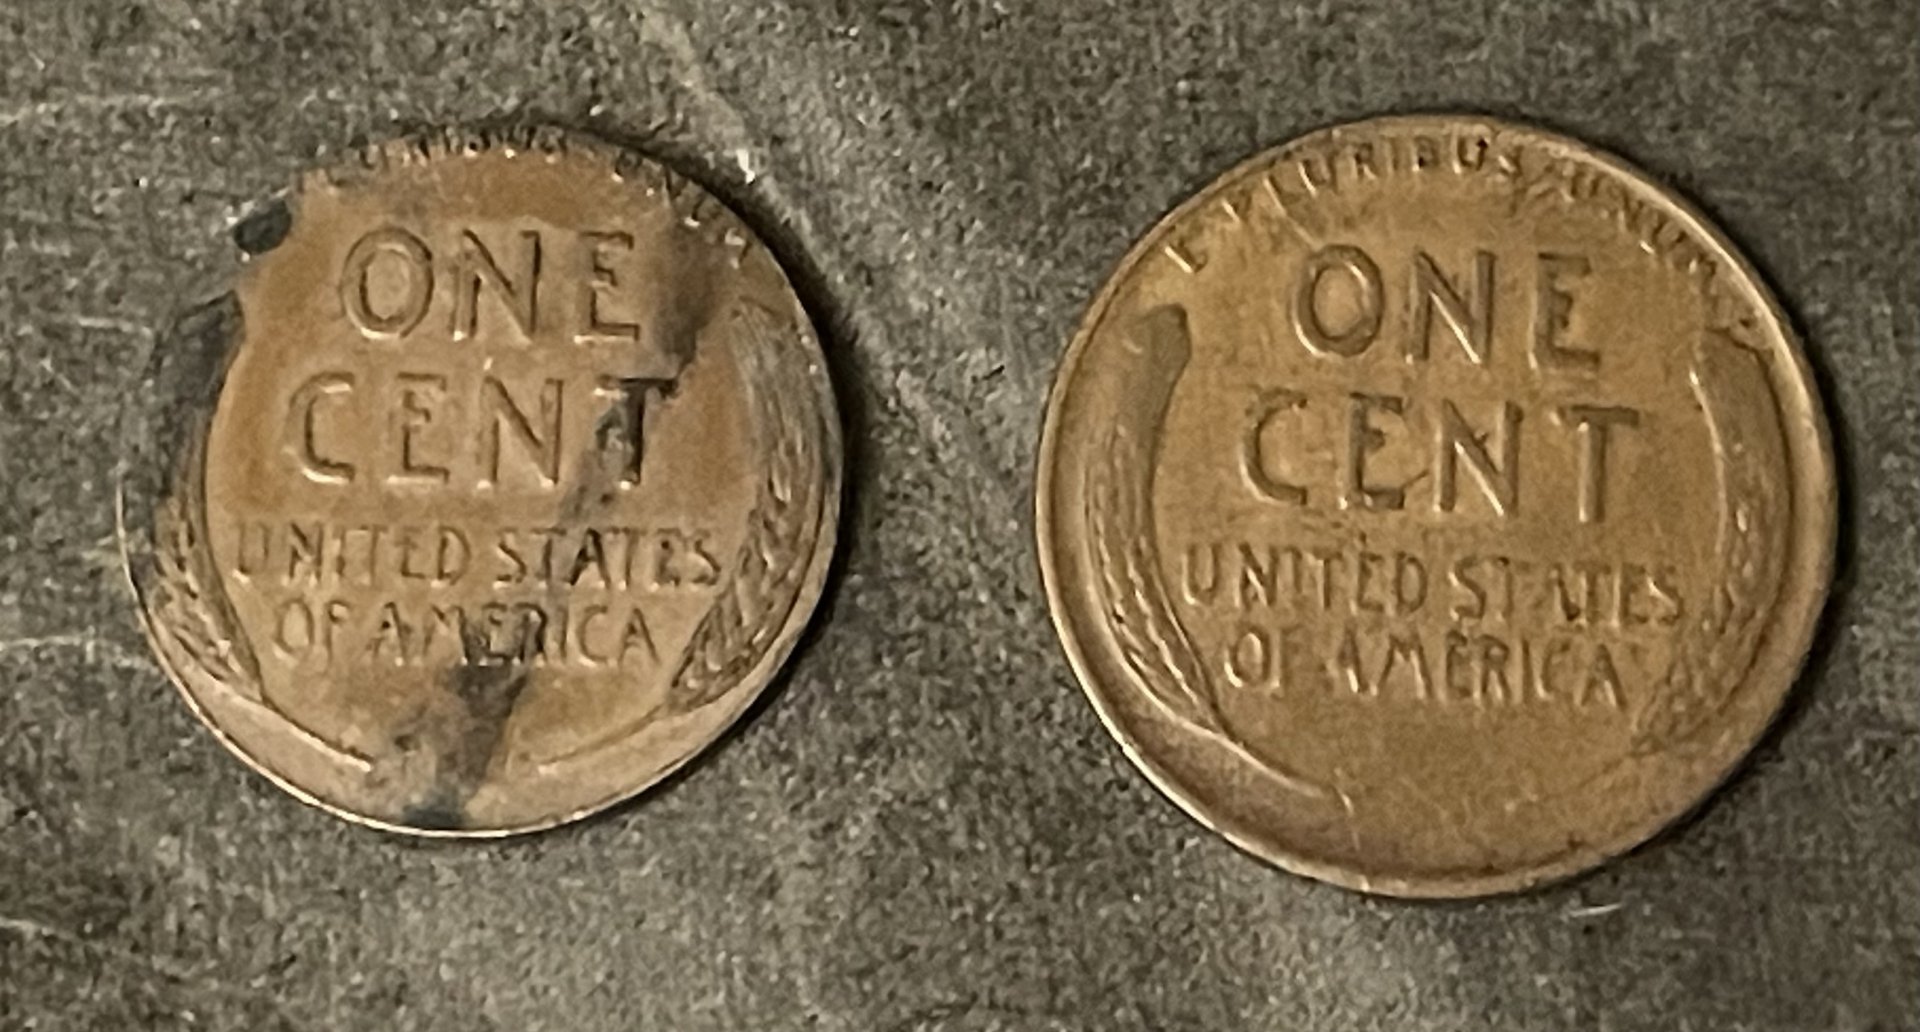 ONE
CENT
UNITED STATES
OF AMERICA
E PLURIBUS UNUM
ONE
CENT
UNITED STATES
OF AMERICA